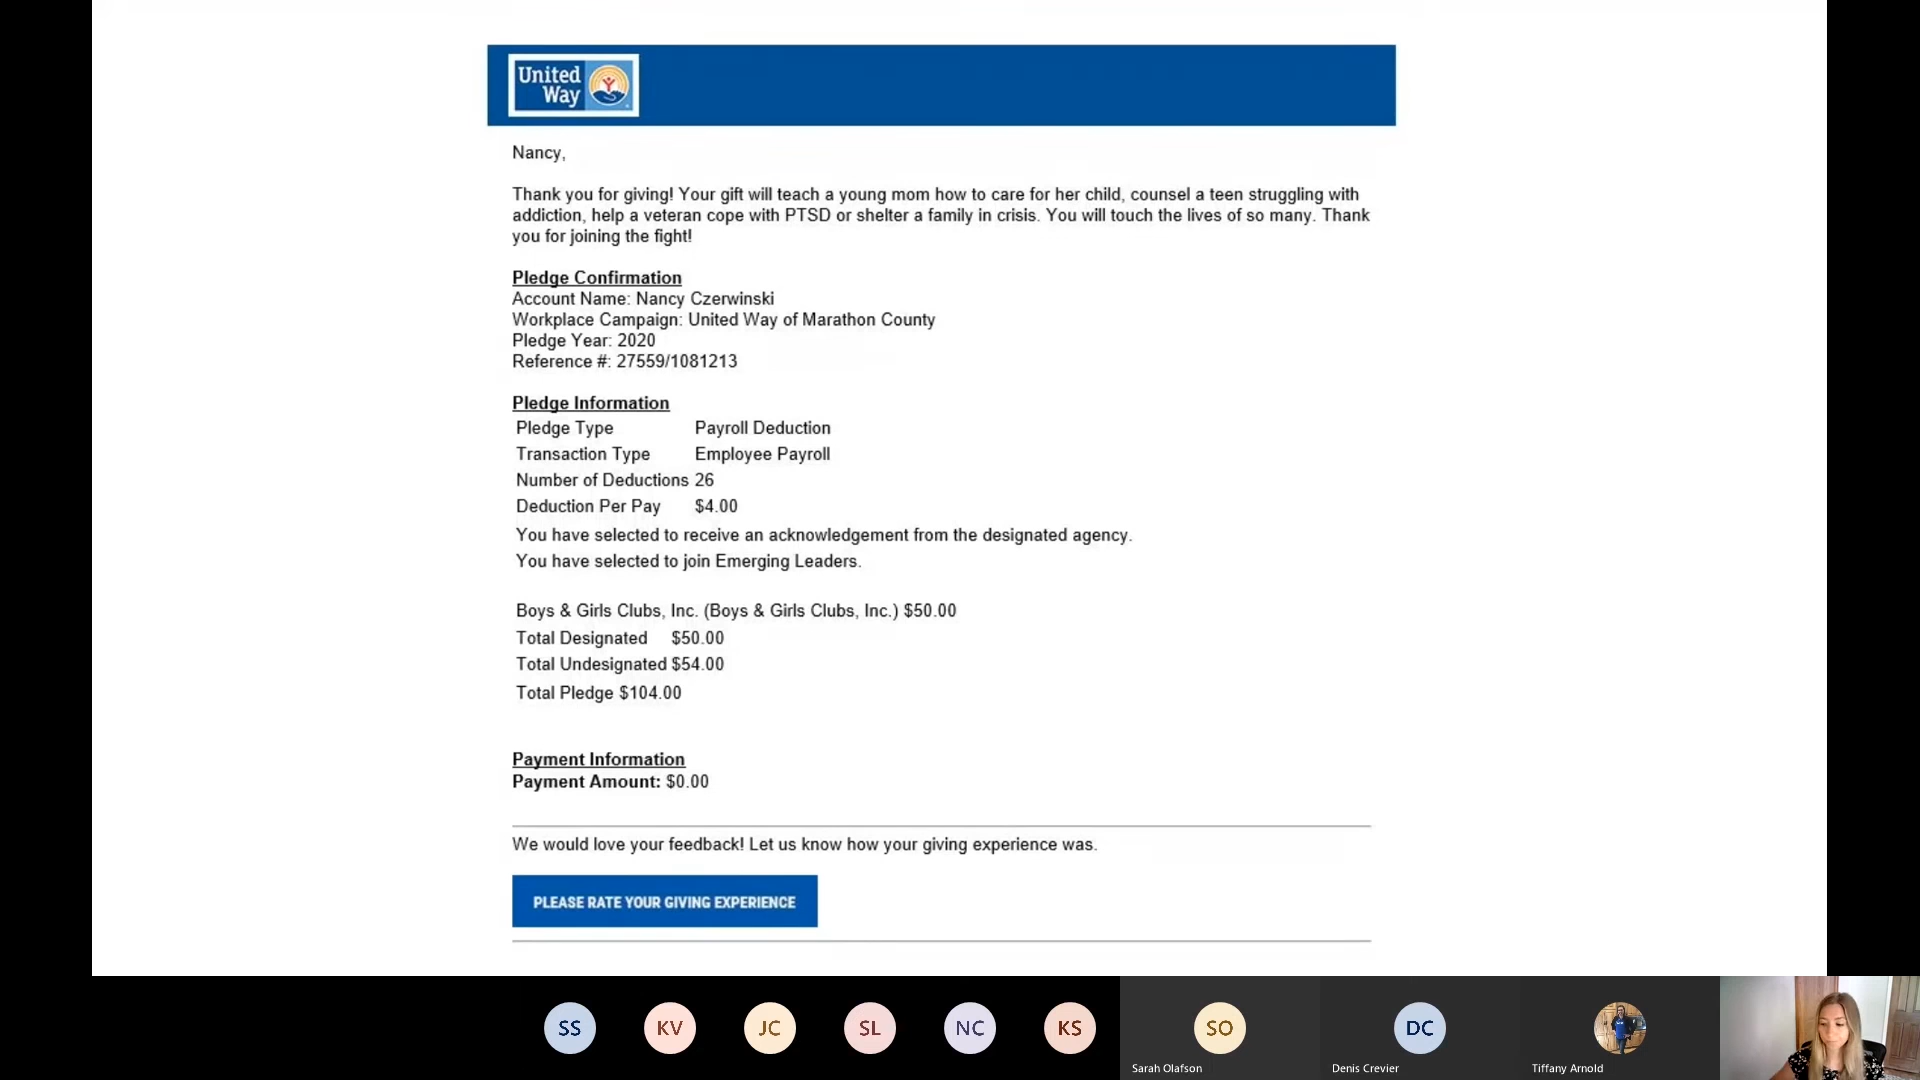 United
Way
Nancy,
Thank you for giving! Your gift will teach a young mom how to care for her child, counsel a teen struggling with
addiction, help a veteran cope with PTSD or shelter a family in crisis. You will touch the lives of so many. Thank
you for joining the fight!
Pledge Confirmation
Account Name: Nancy Czerwinski
Workplace Campaign: United Way of Marathon County
Pledge Year: 2020
Reference #: 27559/1081213
Pledge Information
Pledge Type Payroll Deduction
Transaction Type Employee Payroll
Number of Deductions 26
Deduction Per Pay $4.00
You have selected to receive an acknowledgement from the designated agency.
You have selected to join Emerging Leaders.
Boys & Girls Clubs, Inc. (Boys & Girls Clubs, Inc.) $50.00
Total Designated $50.00
Total Undesignated $54.00
Total Pledge $104.00
Payment Information
Payment Amount: $0.00
We would love your feedback! Let us know how your giving experience was.
PLEASE RATE YOUR GIVING EXPERIENCE
SS KV JC SL NC KS SO DC
Sarah Olafson Denis Crevier Tiffany Arnold